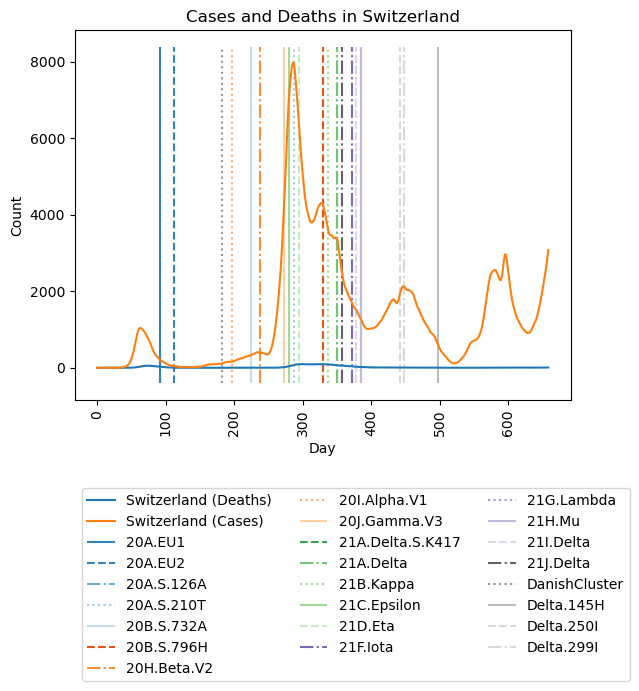 Cases and Deaths in Switzerland
Count
8000
6000
4000
2000
0
0
100
200
300
400
500
600
Day
Switzerland (Deaths)
Switzerland (Cases)
20A.EU1
20A.EU2
20A.S.126A
20A.S.210T
20B.S.732A
20B.S.796H
20H.Beta.V2
20I.Alpha.V1
20J.Gamma.V3
21A.Delta.S.K417
21A.Delta
21B.Kappa
21C.Epsilon
21D.Eta
21F.Iota
21G.Lambda
21H.Mu
21I.Delta
21J.Delta
DanishCluster
Delta.145H
Delta.250I
Delta.299I